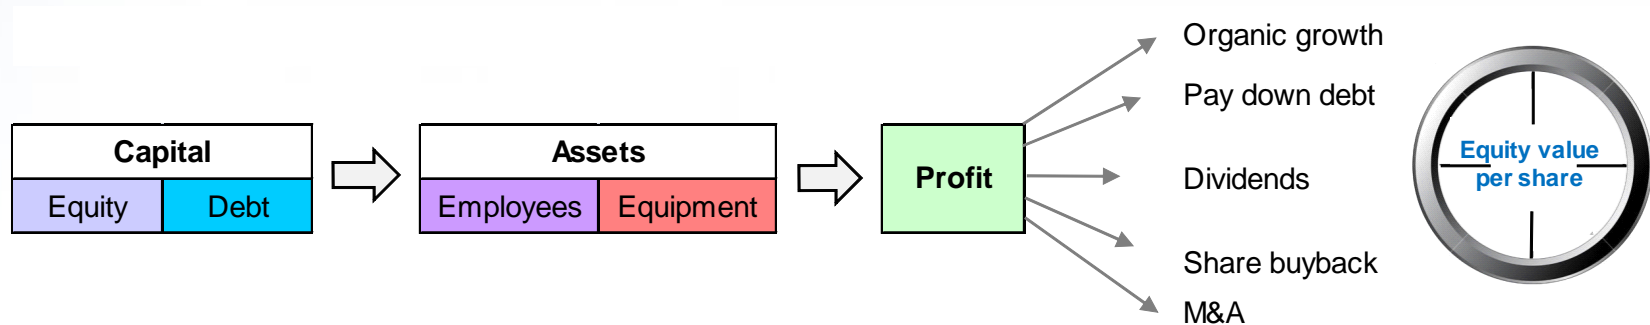 Capital
Equity
Debt
Assets
Employees
Equipment
Profit
Organic growth
Pay down debt
Dividends
Share buyback
M&A
Equity value
per share